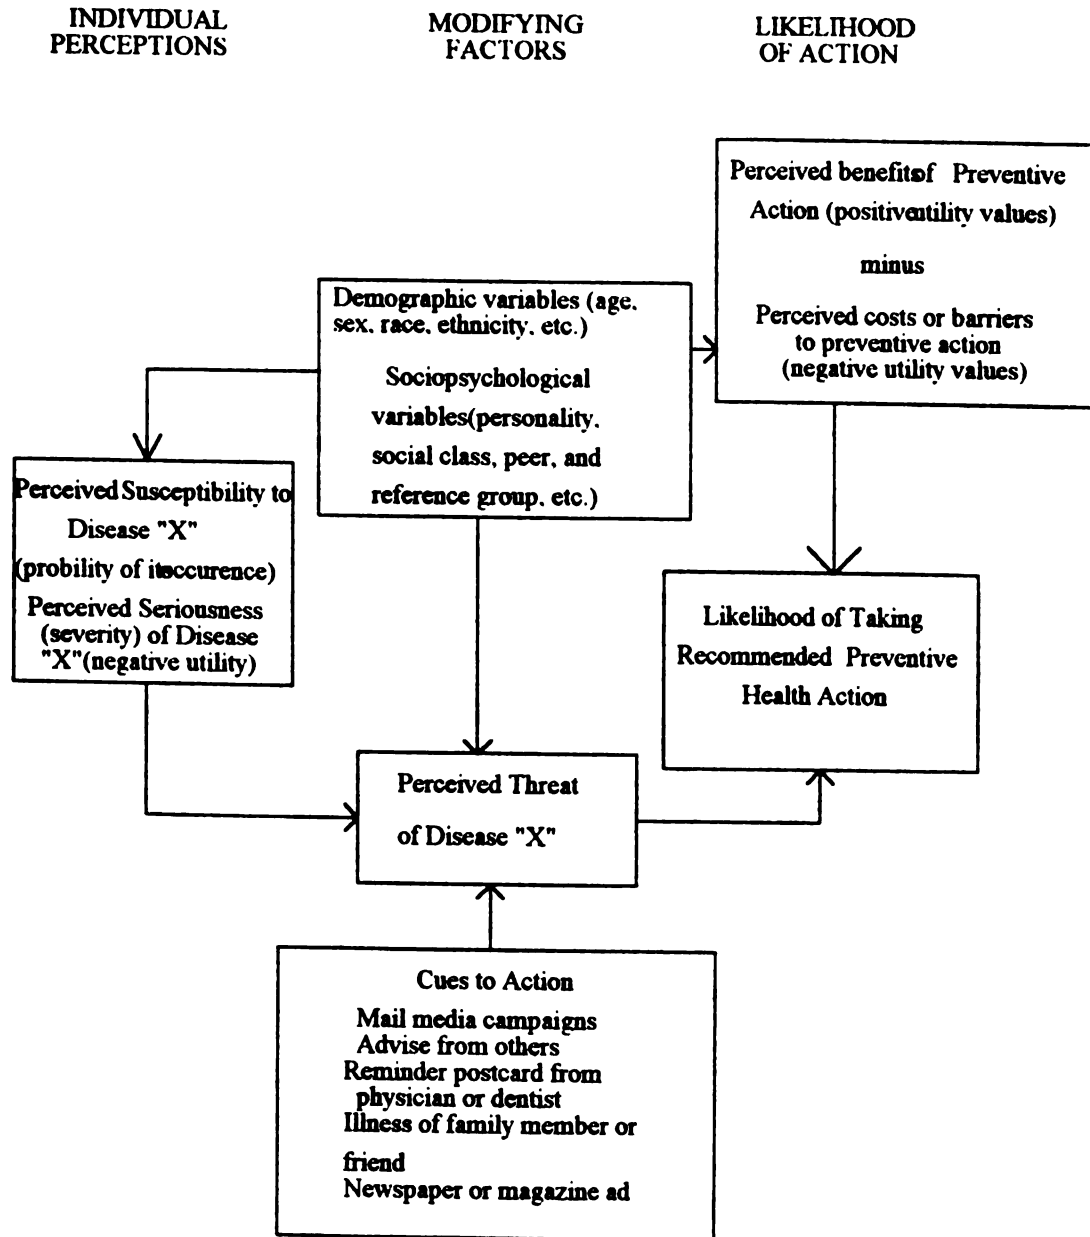 INDIVIDUAL
PERCEPTIONS
MODIFYING
FACTORS
LIKELIHOOD
OF ACTION
Perceived benefitsof Preventive
Action (positiveutility values)
minus
Perceived costs or barriers
to preventive action
(negative utility values)
Demographic variables (age,
sex, race, ethnicity, etc.)
Sociopsychological
variables(personality,
social class, peer, and
reference group, etc.)
Perceived Susceptibility to
Disease "X"
(probility of itsoccurence)
Perceived Seriousness
(severity) of Disease
"X"(negative utility)
Likelihood of Taking
Recommended Preventive
Health Action
Perceived Threat
of Disease "X"
Cues to Action
Mail media campaigns
Advise from others
Reminder postcard from
physician or dentist
Illness of family member or
friend
Newspaper or magazine ad